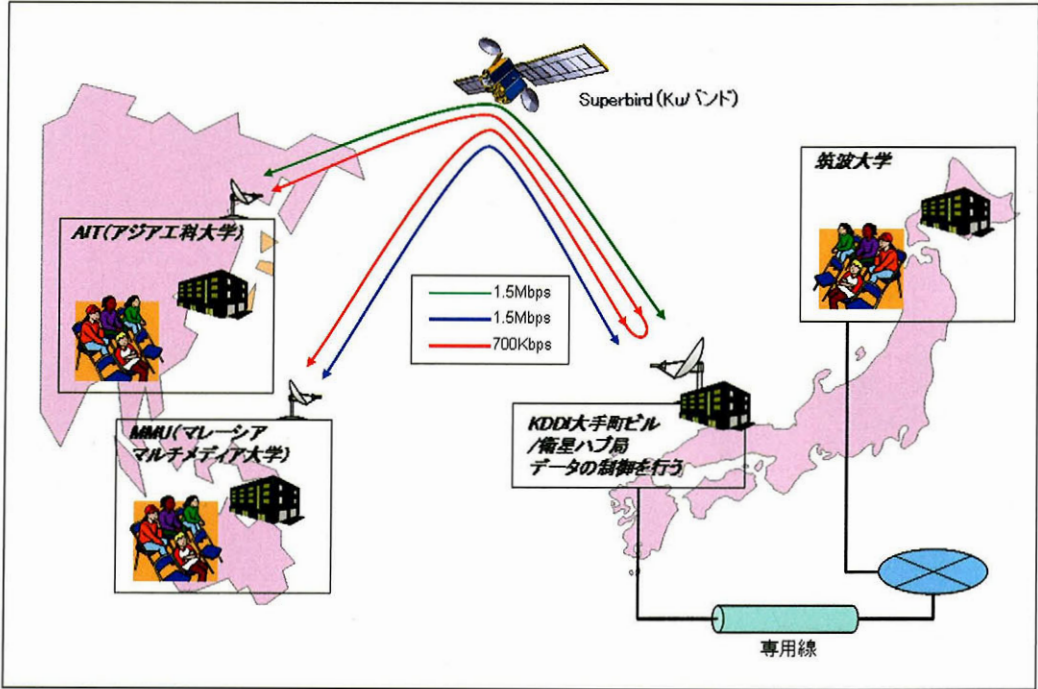 Superbird(Kuバンド)
筑波大学
AIT(アジア工科大学)
1.5Mbps
1.5Mbps
700Kbps
MMU(マレーシア
マルチメディア大学)
KDDI大手町ビル
/衛星ハブ局
データの制御を行う
専用線